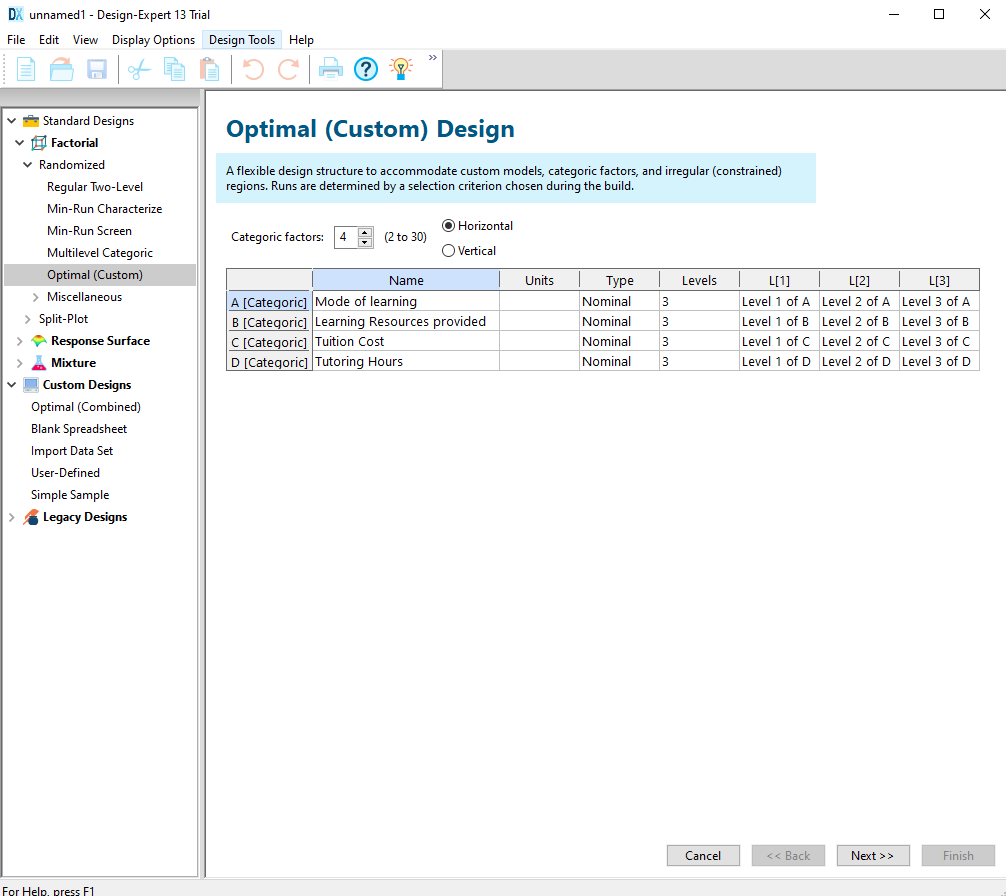 DX unnamed1 - Design-Expert 13 Trial
File Edit View Display Options Design Tools Help
? »
Standard Designs
Factorial
Randomized
Regular Two-Level
Min-Run Characterize
Min-Run Screen
Multilevel Categoric
Optimal (Custom)
Miscellaneous
Split-Plot
Response Surface
Mixture
Custom Designs
Optimal (Combined)
Blank Spreadsheet
Import Data Set
User-Defined
Simple Sample
Legacy Designs
Optimal (Custom) Design
A flexible design structure to accommodate custom models, categoric factors, and irregular (constrained)
regions. Runs are determined by a selection criterion chosen during the build.
Categoric factors: 4 (2 to 30)
Horizontal
Vertical
Name Units Type Levels L[1] L[2] L[3]
A [Categoric] Mode of learning Nominal 3 Level 1 of A Level 2 of A Level 3 of A
B [Categoric] Learning Resources provided Nominal 3 Level 1 of B Level 2 of B Level 3 of B
C [Categoric] Tuition Cost Nominal 3 Level 1 of C Level 2 of C Level 3 of C
D [Categoric] Tutoring Hours Nominal 3 Level 1 of D Level 2 of D Level 3 of D
Cancel << Back Next >> Finish
For Help, press F1